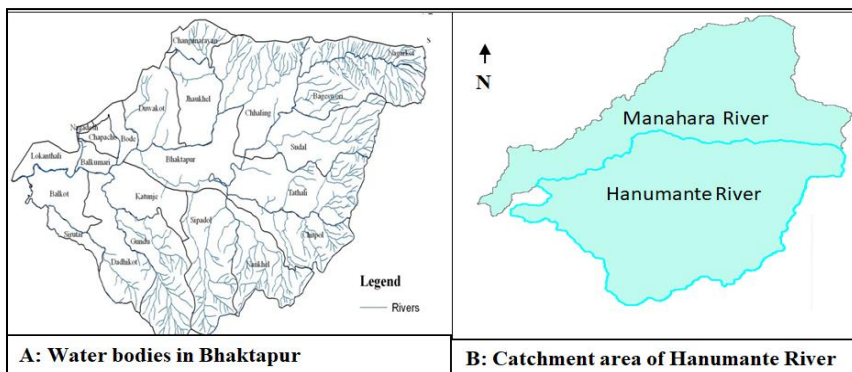 Changunarayan
Nagarkot
Jhaukhel
Duwakot
Bageswori
Chhaling
Chapacho
Bode
Sudal
Lokanthali
Balkumari
Bhaktapur
Balkot
Katunje
Tathali
Sipadol
Sirutar
Gundu
Chitpol
Dadhikot
Nankhel
Legend
Rivers
A: Water bodies in Bhaktapur
N
Manahara River
Hanumante River
B: Catchment area of Hanumante River